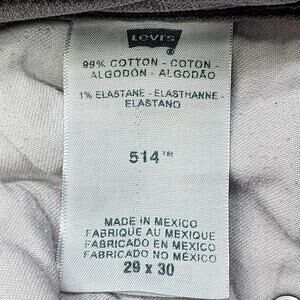 Levi's
®
99% COTTON - COTON -
ALGODÓN - ALGODÃO
1% ELASTANE - ELASTHANNE -
ELASTANO
514™
MADE IN MEXICO
FABRIQUÉ AU MEXIQUE
FABRICADO EN MEXICO
FABRICADO NO MÉXICO
29 x 30